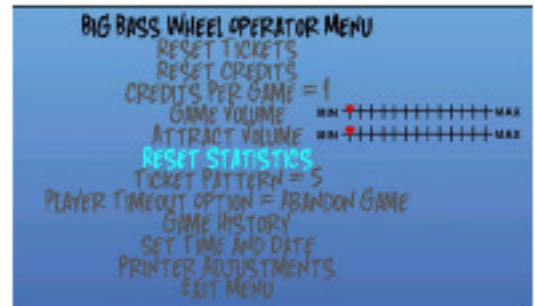 BIG BASS WHEEL OPERATOR MENU
RESET TICKETS
RESET CREDITS
CREDITS PER GAME = 1
GAME VOLUME MIN MAX
ATTRACT VOLUME MIN MAX
RESET STATISTICS
TICKET PATTERN = 5
PLAYER TIMEOUT OPTION = ABANDON GAME
GAME HISTORY
SET TIME AND DATE
PRINTER ADJUSTMENTS
EXIT MENU